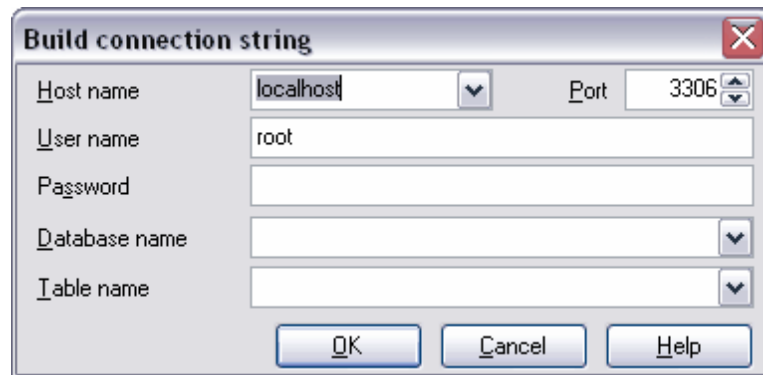 Build connection string
Host name localhost Port 3306
User name root
Password
Database name
Table name
OK Cancel Help